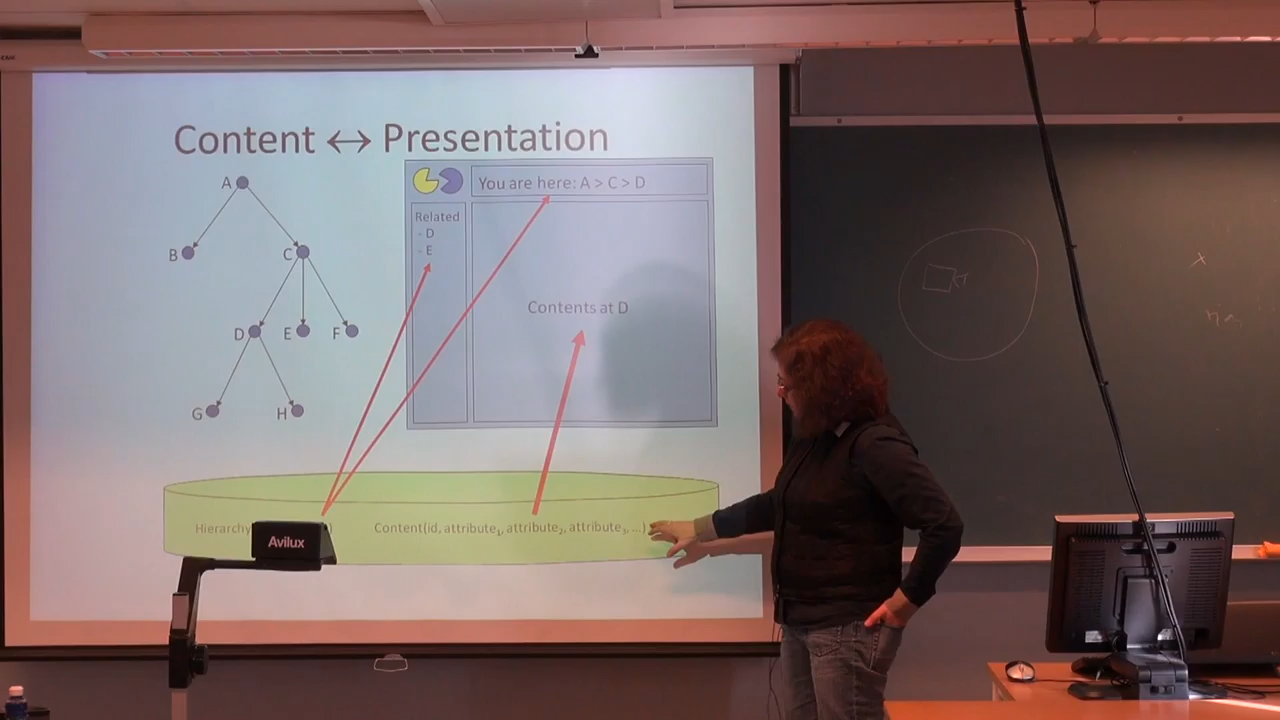 Content ↔ Presentation
A
B
C
D
E
F
G
H
You are here: A > C > D
Related
- D
- E
Contents at D
Hierarchy
Content(id, attribute1, attribute2, attribute3, ...)
Avilux